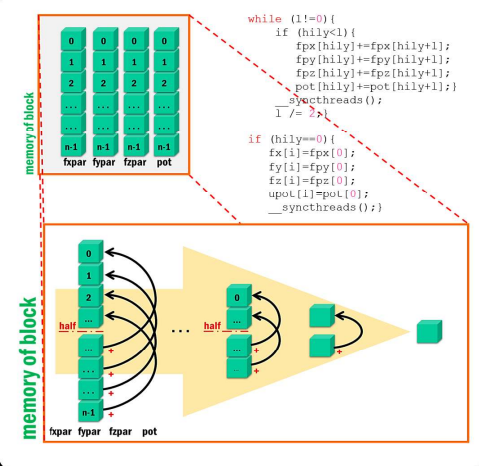 while (l!=0){
if (hily<l){
fpx[hily]+=fpx[hily+l];
fpy[hily]+=fpy[hily+l];
fpz[hily]+=fpz[hily+l];
pot[hily]+=pot[hily+l];}
__syncthreads();
l /= 2;}
if (hily==0){
fx[i]=fpx[0];
fy[i]=fpy[0];
fz[i]=fpz[0];
upot[i]=pot[0];
__syncthreads();}
memory of block
0 0 0 0
1 1 1 1
2 2 2 2
... ... ... ...
... ... ... ...
n-1 n-1 n-1 n-1
fxpar fypar fzpar pot
memory of block
0
1
2
...
half
... +
... +
... +
n-1 +
fxpar fypar fzpar pot
...
0
...
half
... +
... +
+